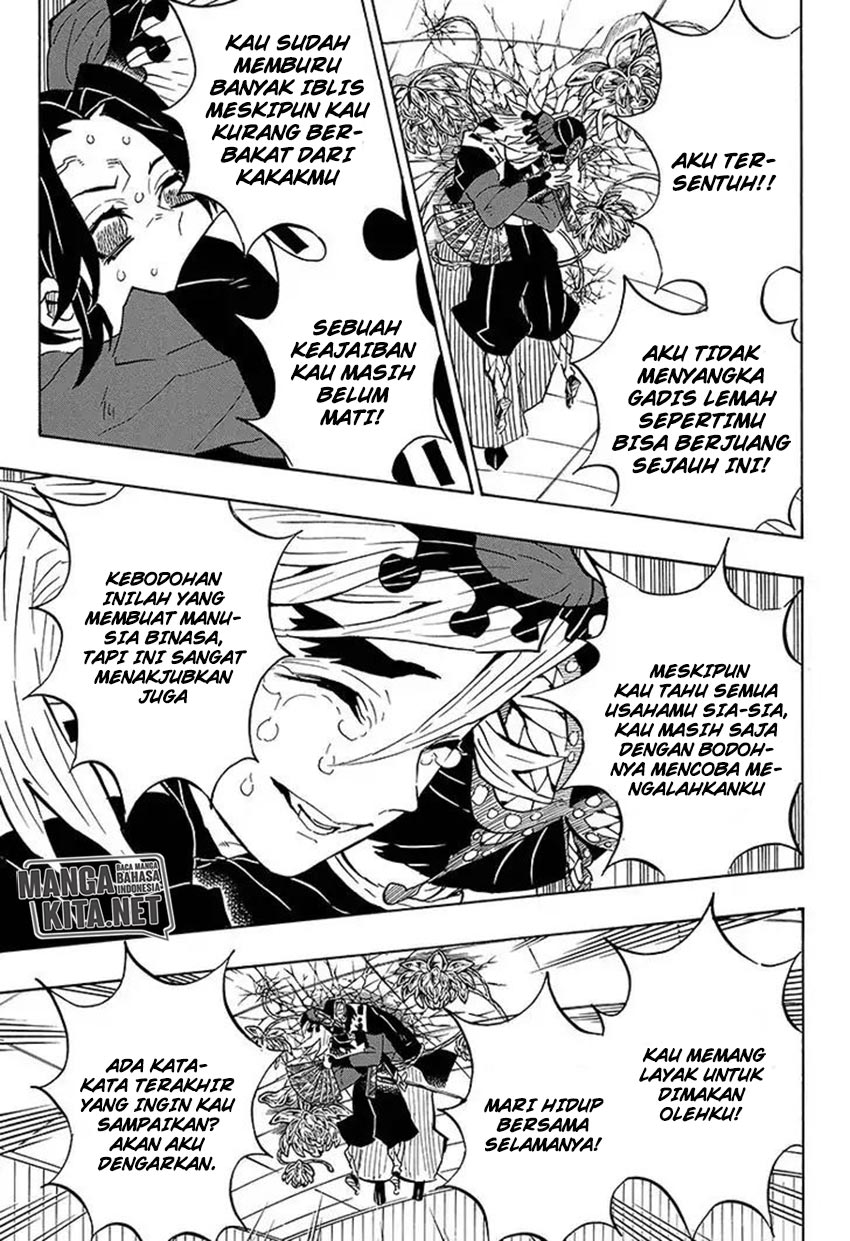 AKU TER-
SENTUH!!
AKU TIDAK
MENYANGKA
GADIS LEMAH
SEPERTIMU
BISA BERJUANG
SEJAUH INI!
KAU SUDAH
MEMBURU
BANYAK IBLIS
MESKIPUN KAU
KURANG BER-
BAKAT DARI
KAKAKMU
SEBUAH
KEAJAIBAN
KAU MASIH
BELUM
MATI!
MESKIPUN
KAU TAHU SEMUA
USAHAMU SIA-SIA,
KAU MASIH SAJA
DENGAN BODOH-
NYA MENCOBA ME-
NGALAHKANKU
KEBODOHAN
INILAH YANG
MEMBUAT MANU-
SIA BINASA,
TAPI INI SANGAT
MENAKJUBKAN
JUGA
MANGA
BACA MANGA
BAHASA
INDONESIA
KITA.NET
KAU MEMANG
LAYAK UNTUK
DIMAKAN
OLEHKU!
MARI HIDUP
BERSAMA
SELAMANYA!
ADA KATA-
KATA TERAKHIR
YANG INGIN KAU
SAMPAIKAN?
AKAN AKU
DENGARKAN.